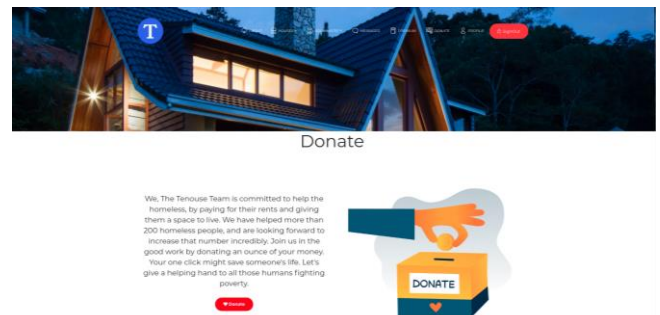 T
Donate
We, The Tenouse Team is committed to help the
homeless, by paying for their rents and giving
them a space to live. We have helped more than
200 homeless people, and are looking forward to
increase that number incredibly. Join us in the
good work by donating an ounce of your money.
Your one click might save someone's life. Let's
give a helping hand to all those humans fighting
poverty.
Donate
DONATE